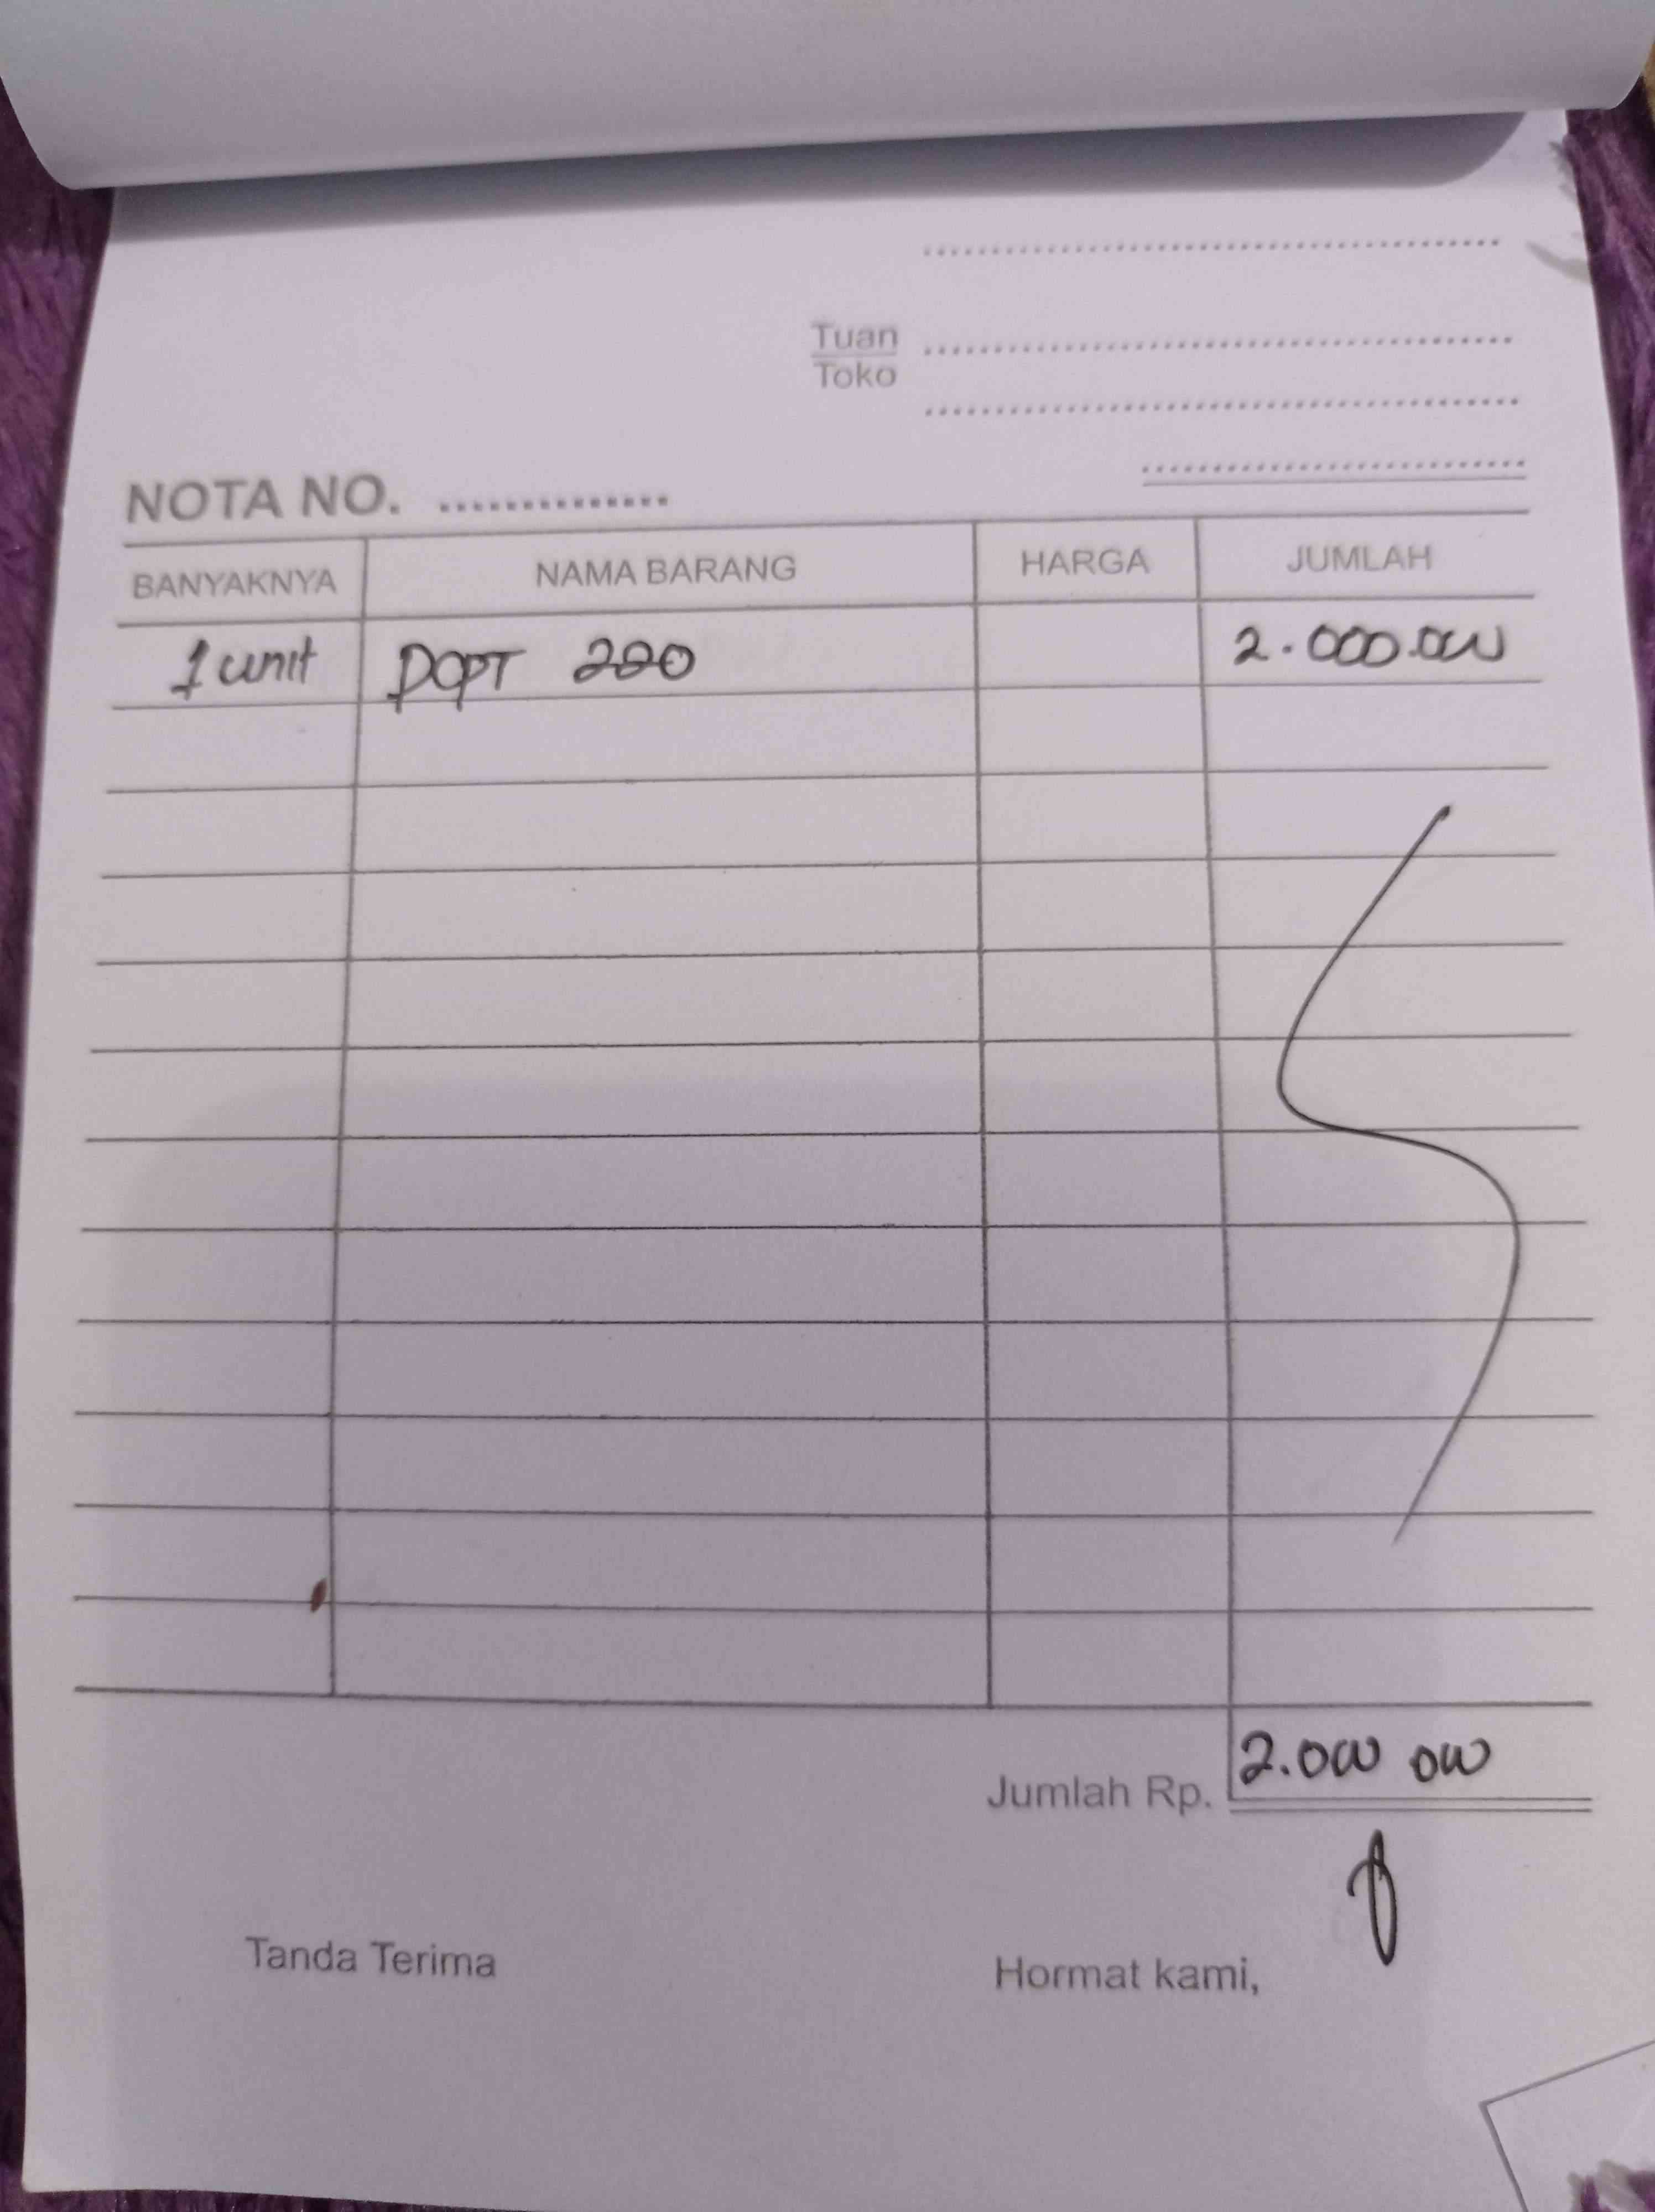 Tuan
Toko
NOTA NO.
BANYAKNYA NAMA BARANG HARGA JUMLAH
1 unit DOPT 220 2.000.000
Jumlah Rp. 2.000 000
Tanda Terima Hormat kami,